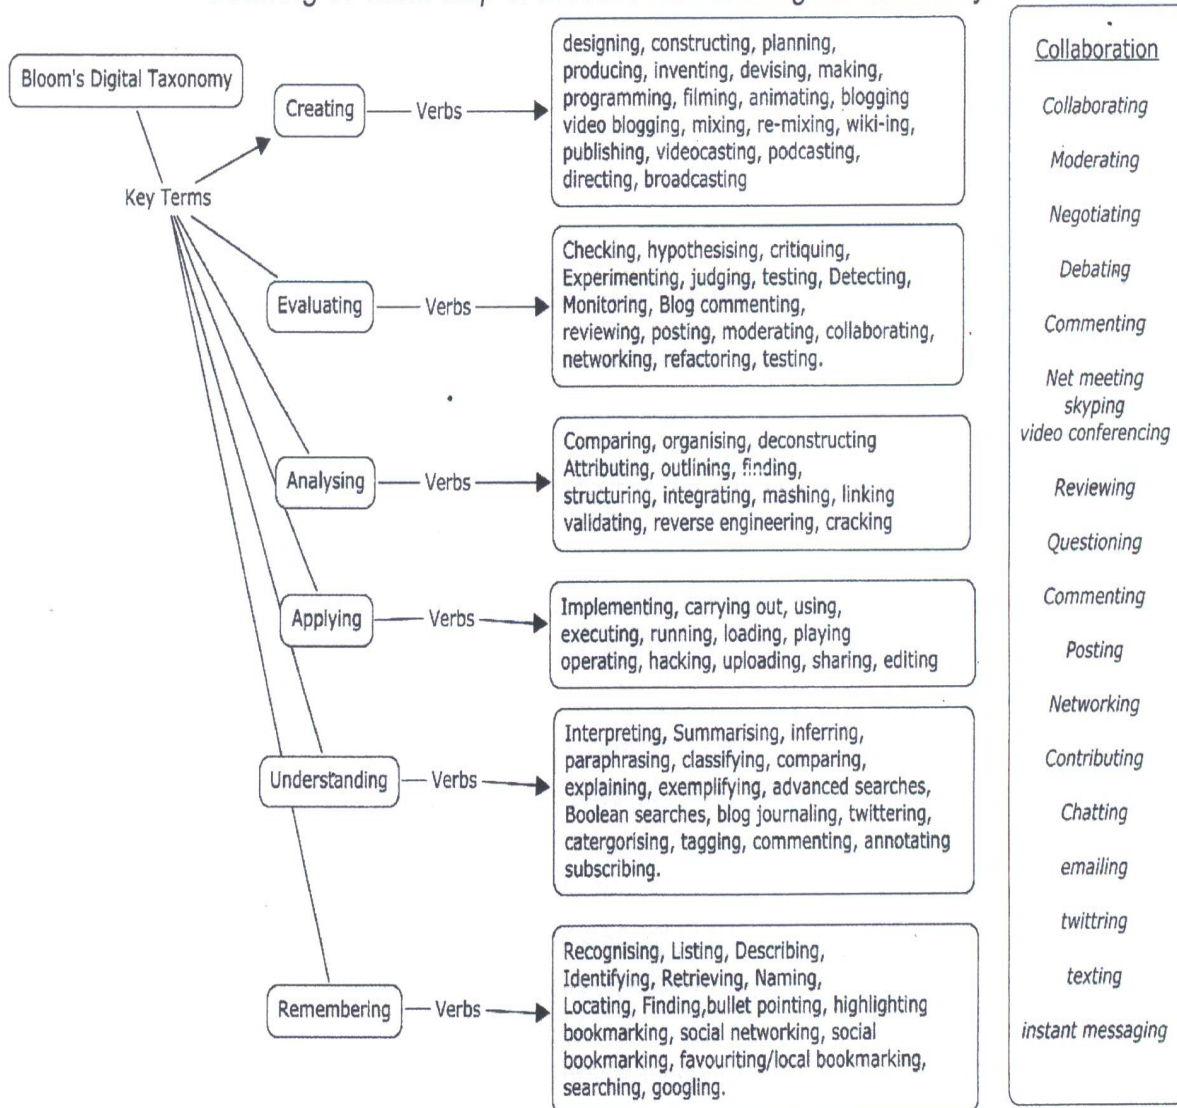 Bloom's Digital Taxonomy
Key Terms
Creating
Verbs
designing, constructing, planning,
producing, inventing, devising, making,
programming, filming, animating, blogging
video blogging, mixing, re-mixing, wiki-ing,
publishing, videocasting, podcasting,
directing, broadcasting
Evaluating
Verbs
Checking, hypothesising, critiquing,
Experimenting, judging, testing, Detecting,
Monitoring, Blog commenting,
reviewing, posting, moderating, collaborating,
networking, refactoring, testing.
Analysing
Verbs
Comparing, organising, deconstructing
Attributing, outlining, finding,
structuring, integrating, mashing, linking
validating, reverse engineering, cracking
Applying
Verbs
Implementing, carrying out, using,
executing, running, loading, playing
operating, hacking, uploading, sharing, editing
Understanding
Verbs
Interpreting, Summarising, inferring,
paraphrasing, classifying, comparing,
explaining, exemplifying, advanced searches,
Boolean searches, blog journaling, twittering,
catergorising, tagging, commenting, annotating
subscribing.
Remembering
Verbs
Recognising, Listing, Describing,
Identifying, Retrieving, Naming,
Locating, Finding,bullet pointing, highlighting
bookmarking, social networking, social
bookmarking, favouriting/local bookmarking,
searching, googling.
Collaboration
Collaborating
Moderating
Negotiating
Debating
Commenting
Net meeting
skyping
video conferencing
Reviewing
Questioning
Commenting
Posting
Networking
Contributing
Chatting
emailing
twittring
texting
instant messaging